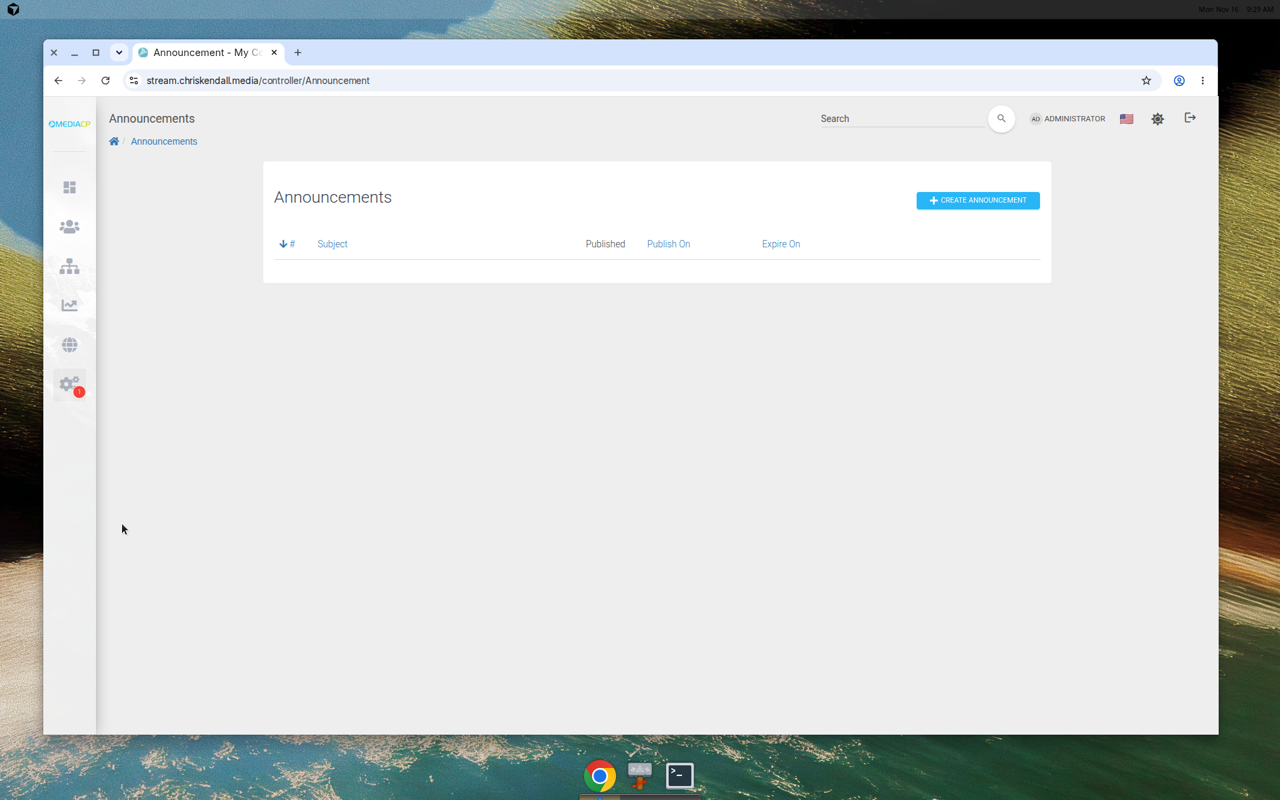 Mon Nov 16 9:29 AM
Announcement - My C
stream.chriskendall.media/controller/Announcement
MEDIACP
Announcements
Search
AD ADMINISTRATOR
/ Announcements
Announcements
CREATE ANNOUNCEMENT
# Subject Published Publish On Expire On
1